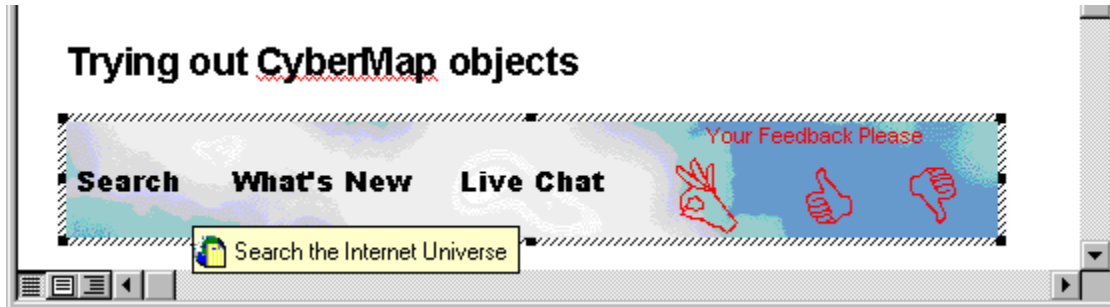 Trying out CyberMap objects
Your Feedback Please
Search What's New Live Chat
Search the Internet Universe